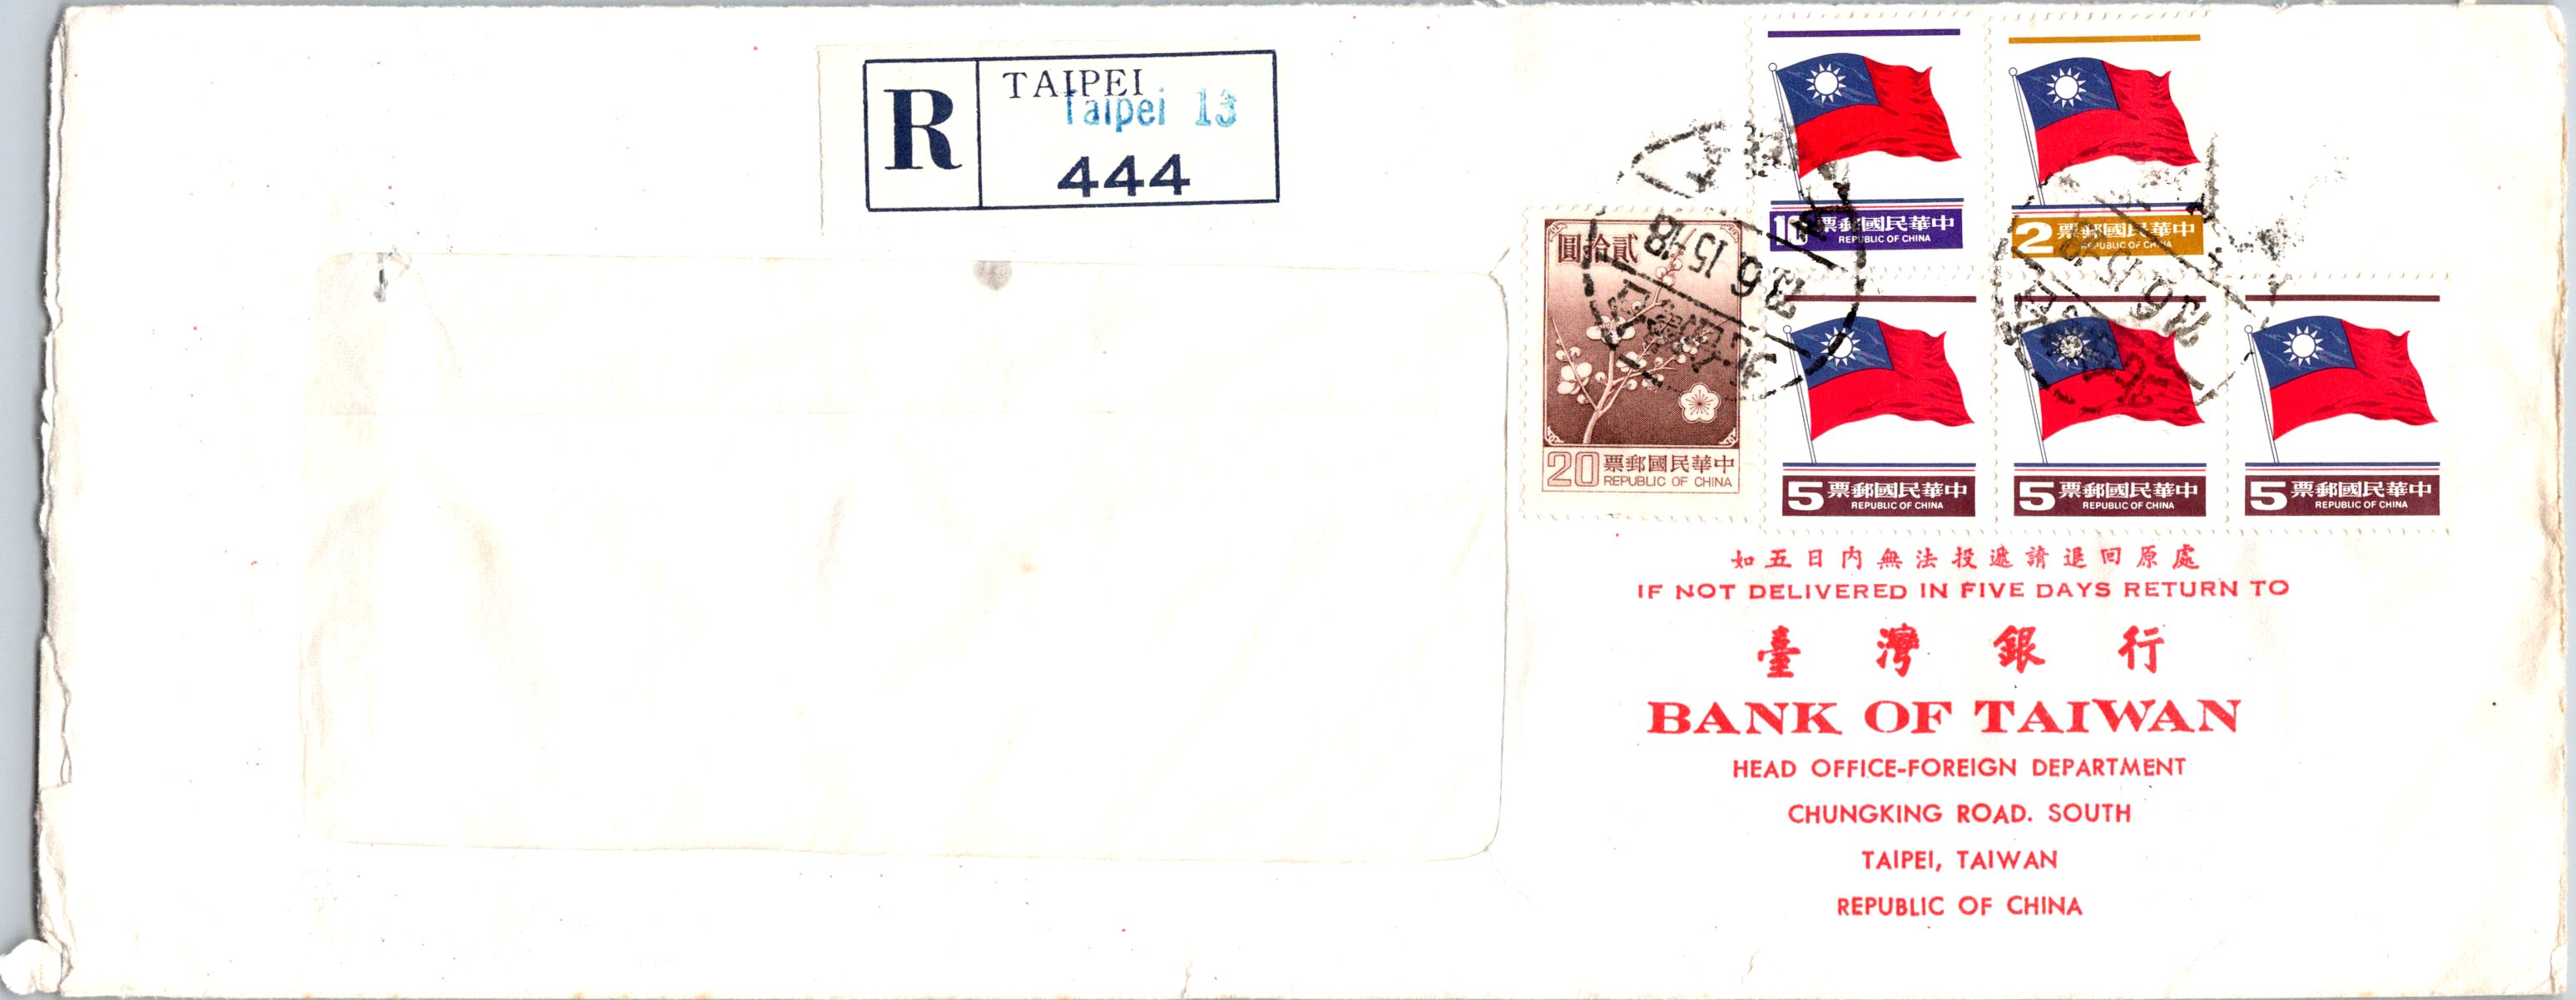 R
TAIPEI
Taipei 13
444
10 票郵國民華中
REPUBLIC OF CHINA
2 票郵國民華中
REPUBLIC OF CHINA
圓拾貳
20 票郵國民華中
REPUBLIC OF CHINA
5 票郵國民華中
REPUBLIC OF CHINA
5 票郵國民華中
REPUBLIC OF CHINA
5 票郵國民華中
REPUBLIC OF CHINA
如五日内無法投遞請退回原處
IF NOT DELIVERED IN FIVE DAYS RETURN TO
臺灣銀行
BANK OF TAIWAN
HEAD OFFICE-FOREIGN DEPARTMENT
CHUNGKING ROAD. SOUTH
TAIPEI, TAIWAN
REPUBLIC OF CHINA